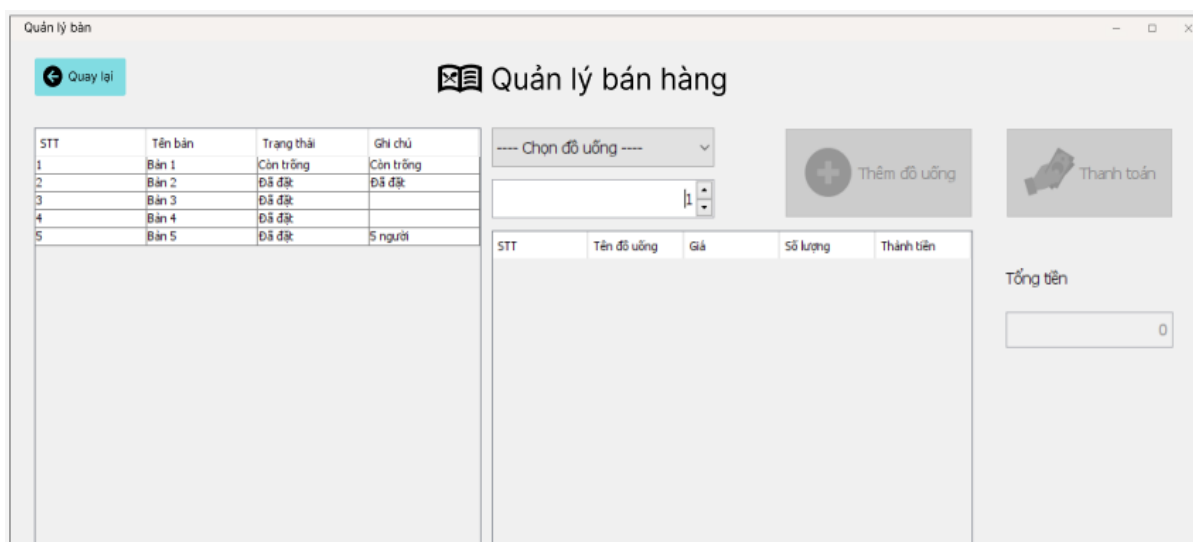 Quản lý bàn
Quay lại
Quản lý bán hàng
STT Tên bàn Trạng thái Ghi chú
1 Bàn 1 Còn trống Còn trống
2 Bàn 2 Đã đặt Đã đặt
3 Bàn 3 Đã đặt
4 Bàn 4 Đã đặt
5 Bàn 5 Đã đặt 5 người
---- Chọn đồ uống ----
1
Thêm đồ uống
Thanh toán
STT Tên đồ uống Giá Số lượng Thành tiền
Tổng tiền
0